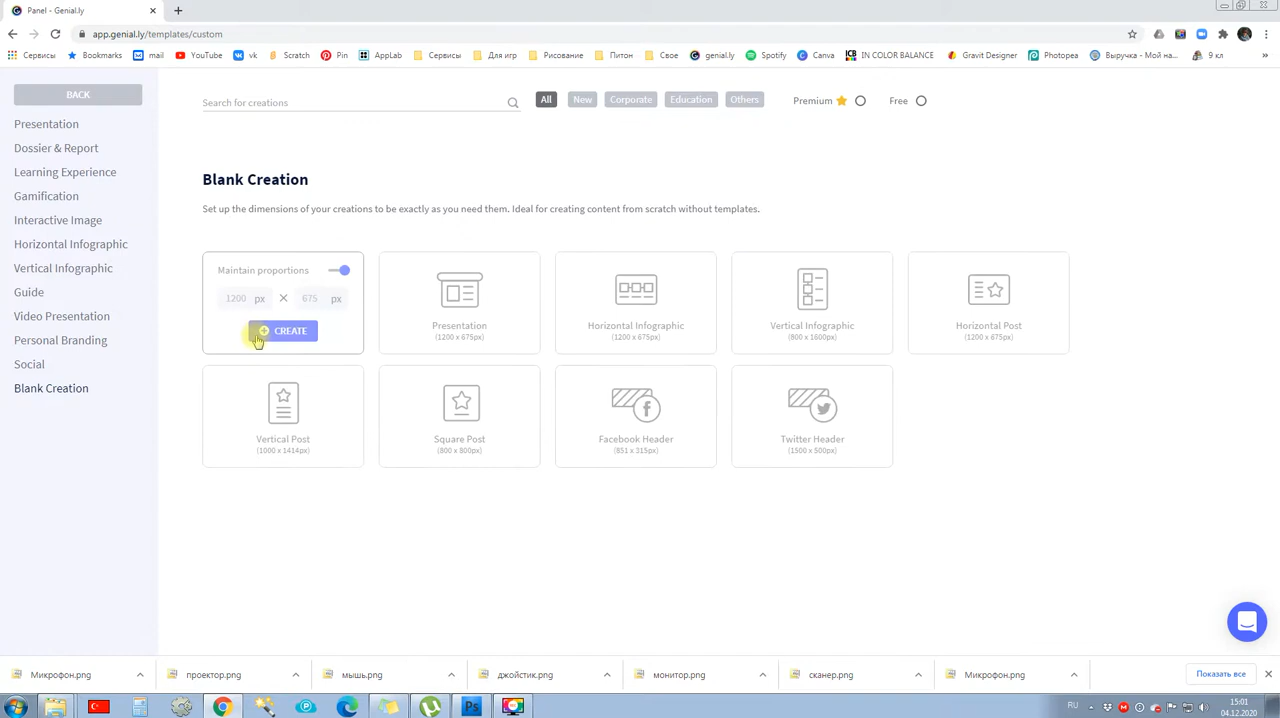 Panel - Genial.ly
app.genial.ly/templates/custom
Сервисы Bookmarks mail YouTube vk Scratch Pin AppLab Сервисы Для игр Рисование Питон Свое genial.ly Spotify Canva IN COLOR BALANCE Gravit Designer Photopea Выручка - Мой на... 9 кл
BACK
Search for creations
All New Corporate Education Others
Premium Free
Presentation
Dossier & Report
Learning Experience
Gamification
Interactive Image
Horizontal Infographic
Vertical Infographic
Guide
Video Presentation
Personal Branding
Social
Blank Creation
Blank Creation
Set up the dimensions of your creations to be exactly as you need them. Ideal for creating content from scratch without templates.
Maintain proportions
1200 px × 675 px
CREATE
Presentation
(1200 x 675px)
Horizontal Infographic
(1200 x 675px)
Vertical Infographic
(800 x 1600px)
Horizontal Post
(1200 x 675px)
Vertical Post
(1000 x 1414px)
Square Post
(800 x 800px)
Facebook Header
(851 x 315px)
Twitter Header
(1500 x 500px)
Микрофон.png проектор.png мышь.png джойстик.png монитор.png сканер.png Микрофон.png Показать все
Ps RU 15:01
04.12.2020